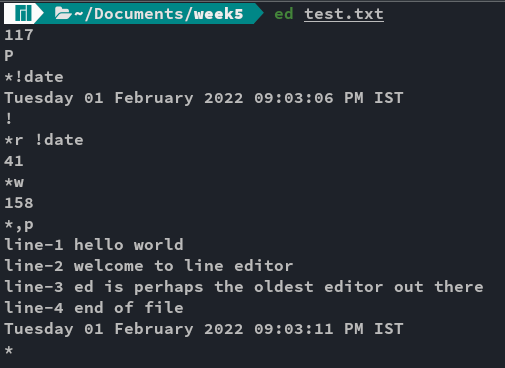 ~/Documents/week5 ed test.txt
117
P
*!date
Tuesday 01 February 2022 09:03:06 PM IST
!
*r !date
41
*w
158
*,p
line-1 hello world
line-2 welcome to line editor
line-3 ed is perhaps the oldest editor out there
line-4 end of file
Tuesday 01 February 2022 09:03:11 PM IST
*